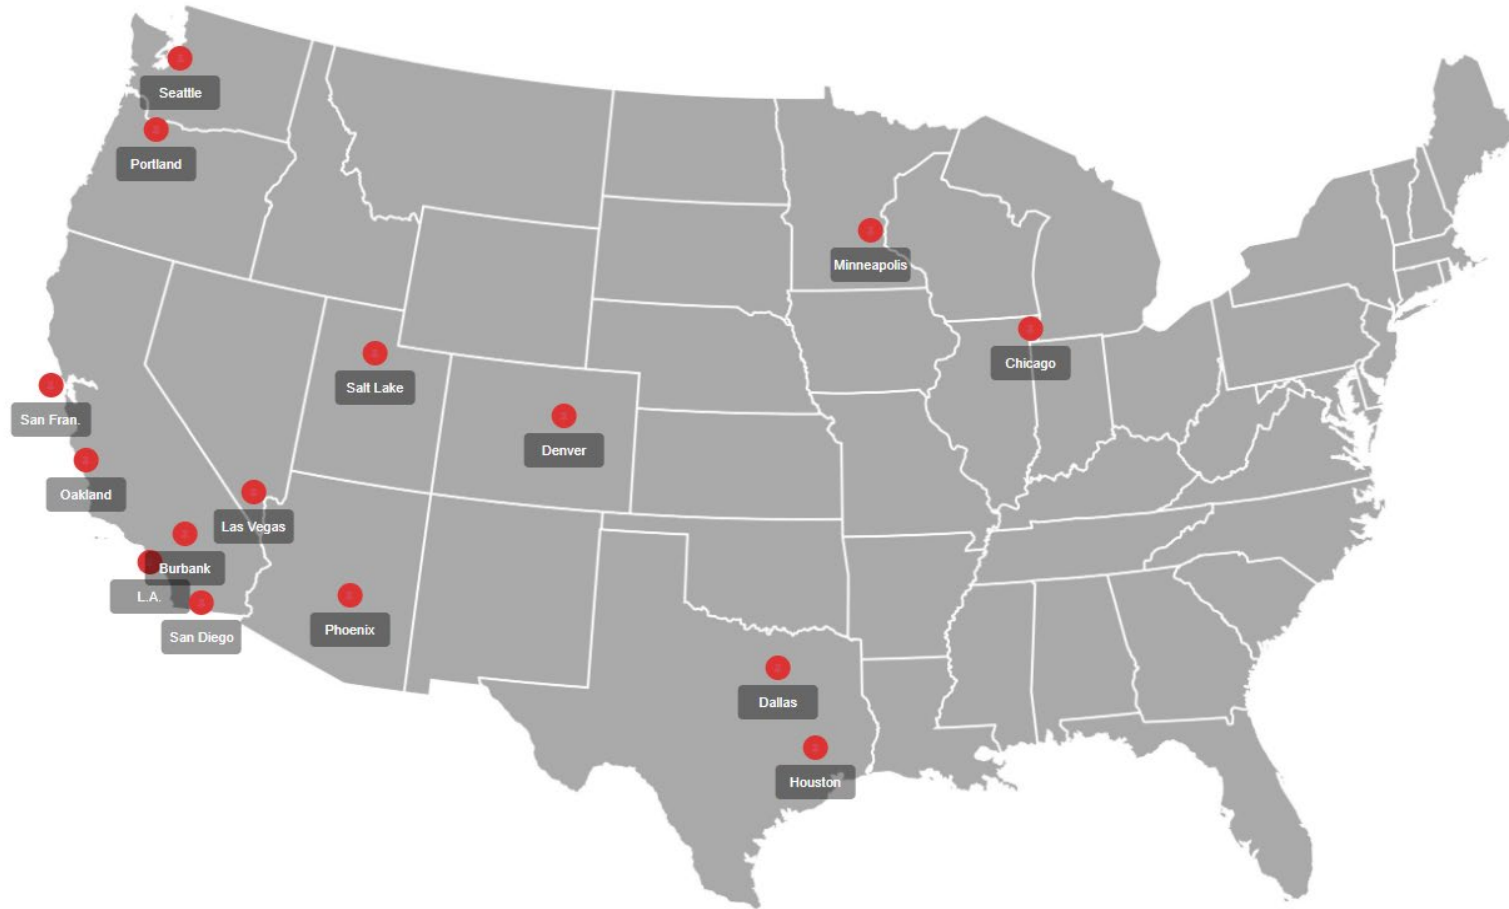 Seattle
Portland
Minneapolis
Chicago
Salt Lake
San Fran.
Denver
Oakland
Las Vegas
Burbank
L.A.
San Diego
Phoenix
Dallas
Houston